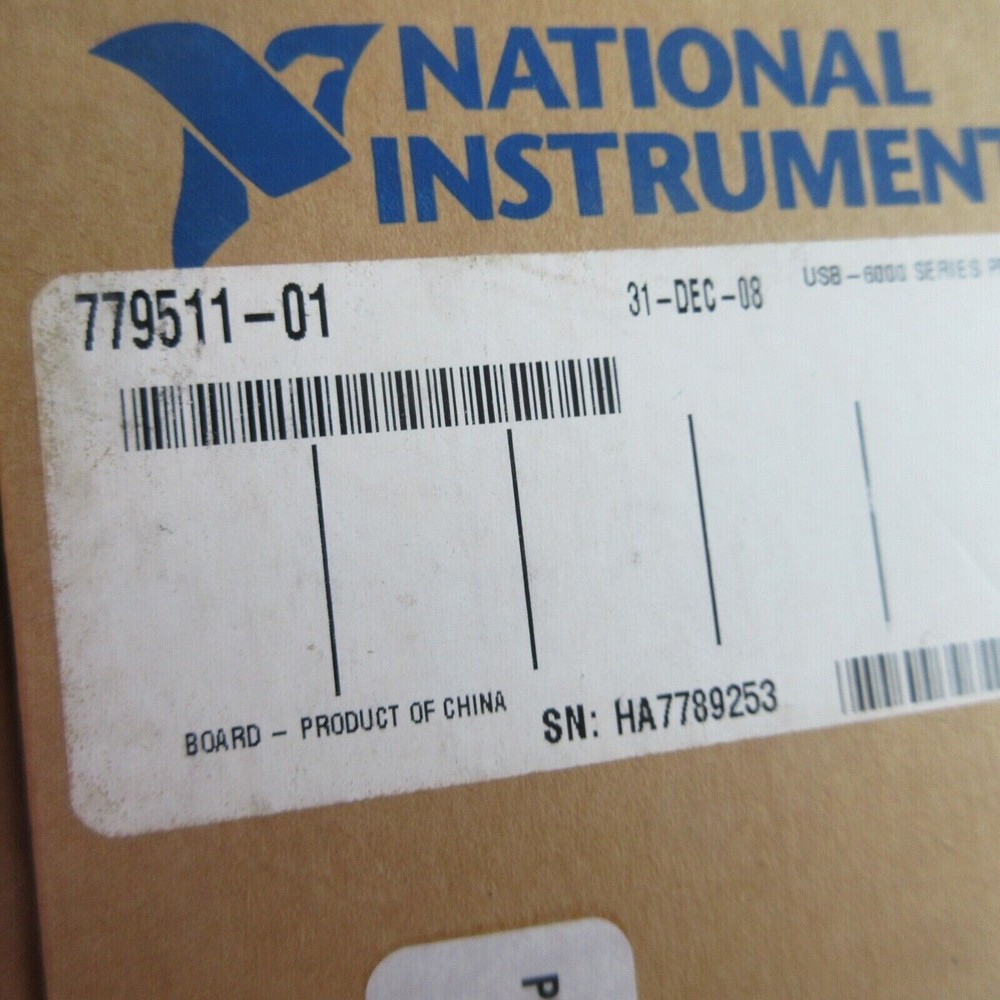 NATIONAL
INSTRUMENT
779511-01
31-DEC-08
USB-6000 SERIES P
BOARD - PRODUCT OF CHINA
SN: HA7789253
P